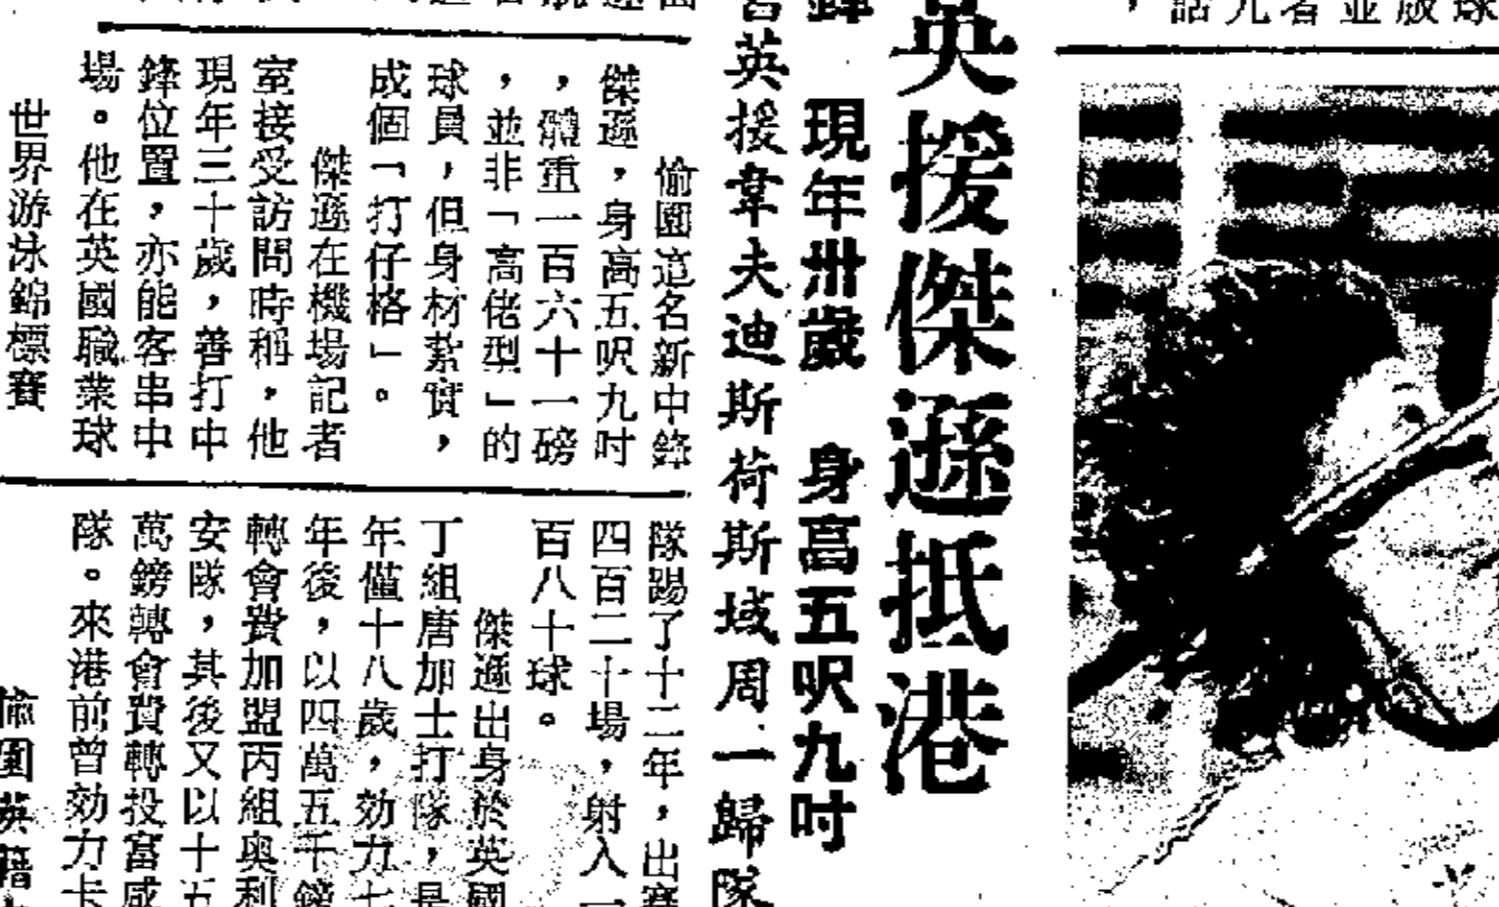 球版並者九話，
英援傑遜抵港
鋒　現年卅歲　身高五呎九吋
英援韋夫迪斯荷斯域周一歸隊
愉園這名新中鋒
傑遜，身高五呎九吋
，體重一百六十一磅
，並非「高佬型」的
球員，但身材紮實，
成個「打仔格」。
傑遜在機場記者
室接受訪問時稱，他
現年三十歲，善打中
鋒位置，亦能客串中
場。他在英國職業球
世界游泳錦標賽
隊踢了十二年，出賽
四百二十場，射入一
百八十球。
傑遜出身於英國
丁組唐加士打隊，是
年僅十八歲，効力七
年後，以四萬五千鎊
轉會費加盟丙組奥利
安隊，其後又以十五
萬鎊轉會費轉投富咸
隊。來港前曾効力卡
愉園英籍